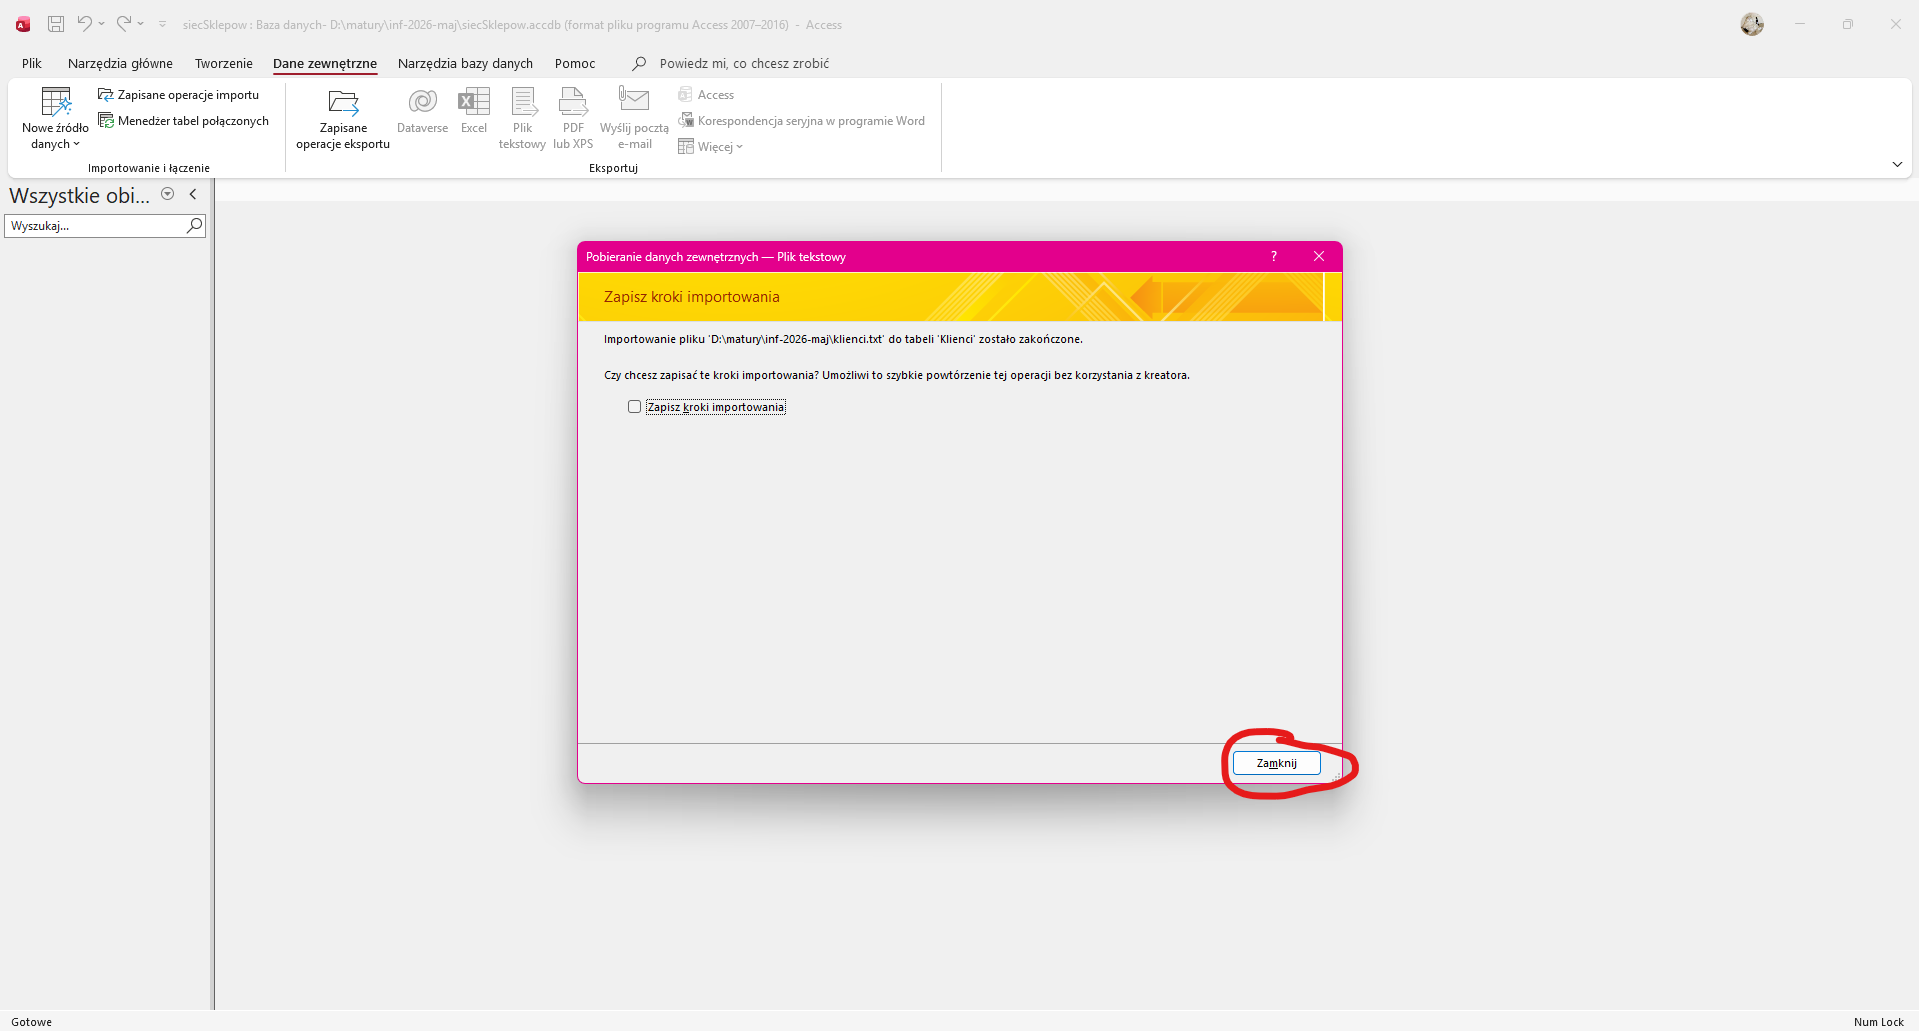 siecSklepow : Baza danych- D:\matury\inf-2026-maj\siecSklepow.accdb (format pliku programu Access 2007–2016) - Access
Plik Narzędzia główne Tworzenie Dane zewnętrzne Narzędzia bazy danych Pomoc Powiedz mi, co chcesz zrobić
Nowe źródło
danych
Zapisane operacje importu
Menedżer tabel połączonych
Importowanie i łączenie
Zapisane
operacje eksportu
Dataverse
Excel
Plik
tekstowy
PDF
lub XPS
Wyślij pocztą
e-mail
Access
Korespondencja seryjna w programie Word
Więcej
Eksportuj
Wszystkie obi...
Wyszukaj...
Pobieranie danych zewnętrznych — Plik tekstowy ?
Zapisz kroki importowania
Importowanie pliku 'D:\matury\inf-2026-maj\klienci.txt' do tabeli 'Klienci' zostało zakończone.
Czy chcesz zapisać te kroki importowania? Umożliwi to szybkie powtórzenie tej operacji bez korzystania z kreatora.
Zapisz kroki importowania
Zamknij
Gotowe Num Lock